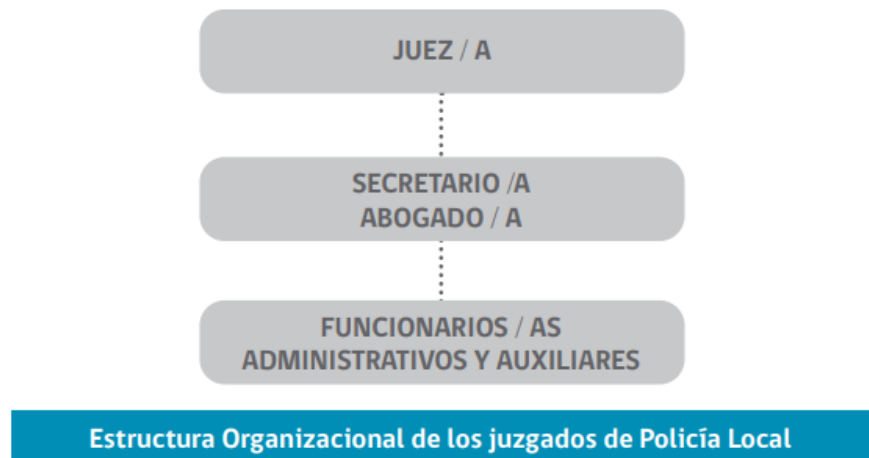 JUEZ / A
SECRETARIO /A
ABOGADO / A
FUNCIONARIOS / AS
ADMINISTRATIVOS Y AUXILIARES
Estructura Organizacional de los juzgados de Policía Local